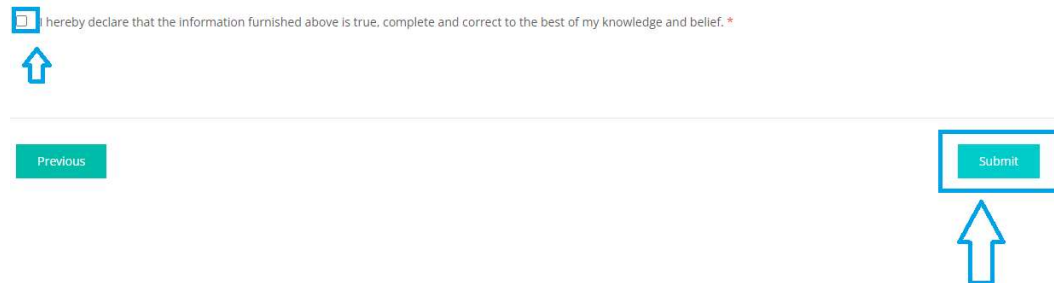 I hereby declare that the information furnished above is true, complete and correct to the best of my knowledge and belief. *
Previous
Submit